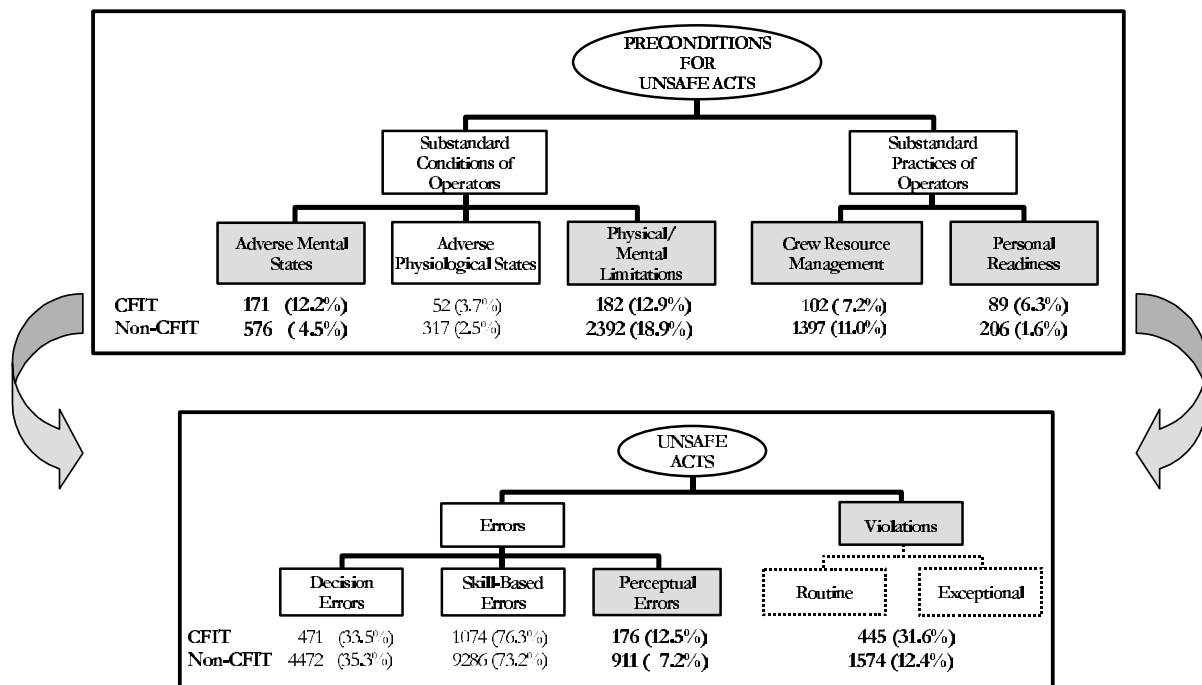 PRECONDITIONS
FOR
UNSAFE ACTS
Substandard
Conditions of
Operators
Substandard
Practices of
Operators
Adverse Mental
States
Adverse
Physiological States
Physical/
Mental
Limitations
Crew Resource
Management
Personal
Readiness
CFIT 171 (12.2%) 52 (3.7%) 182 (12.9%) 102 (7.2%) 89 (6.3%)
Non-CFIT 576 ( 4.5%) 317 (2.5%) 2392 (18.9%) 1397 (11.0%) 206 (1.6%)
UNSAFE
ACTS
Errors
Violations
Decision
Errors
Skill-Based
Errors
Perceptual
Errors
Routine
Exceptional
CFIT 471 (33.5%) 1074 (76.3%) 176 (12.5%) 445 (31.6%)
Non-CFIT 4472 (35.3%) 9286 (73.2%) 911 ( 7.2%) 1574 (12.4%)